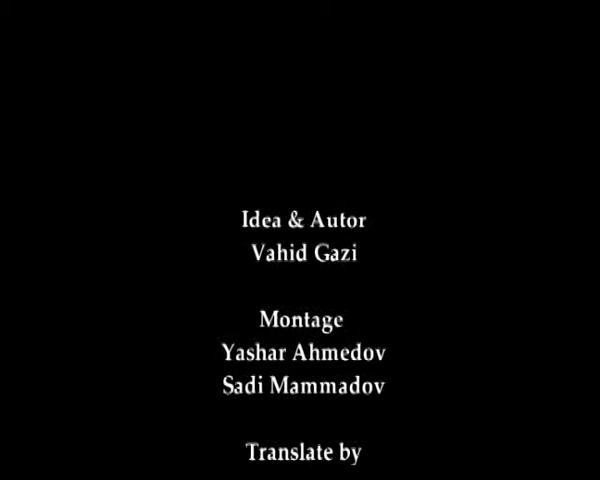 Idea & Autor
Vahid Gazi
Montage
Yashar Ahmedov
Sadi Mammadov
Translate by